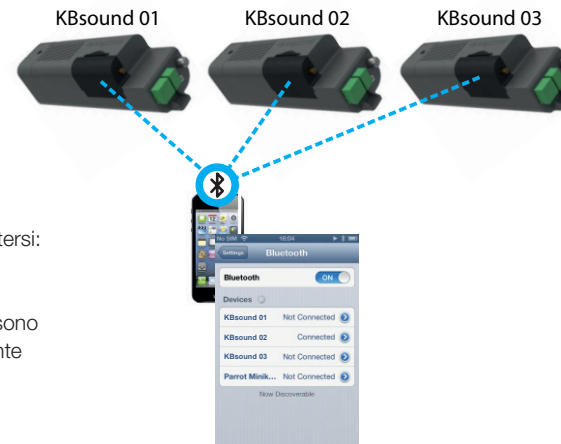 KBsound 01 KBsound 02 KBsound 03
tersi:
sono
nte
No SIM 16:04
Settings Bluetooth
Bluetooth ON
Devices
KBsound 01 Not Connected
KBsound 02 Connected
KBsound 03 Not Connected
Parrot Minik... Not Connected
Now Discoverable